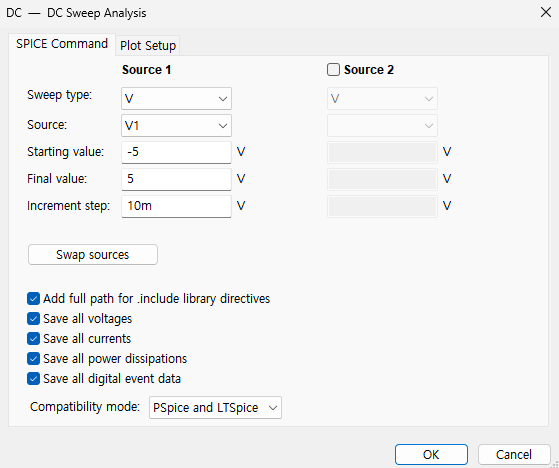 DC — DC Sweep Analysis
SPICE Command Plot Setup
Source 1 Source 2
Sweep type: V V
Source: V1
Starting value: -5 V V
Final value: 5 V V
Increment step: 10m V V
Swap sources
Add full path for .include library directives
Save all voltages
Save all currents
Save all power dissipations
Save all digital event data
Compatibility mode: PSpice and LTSpice
OK Cancel